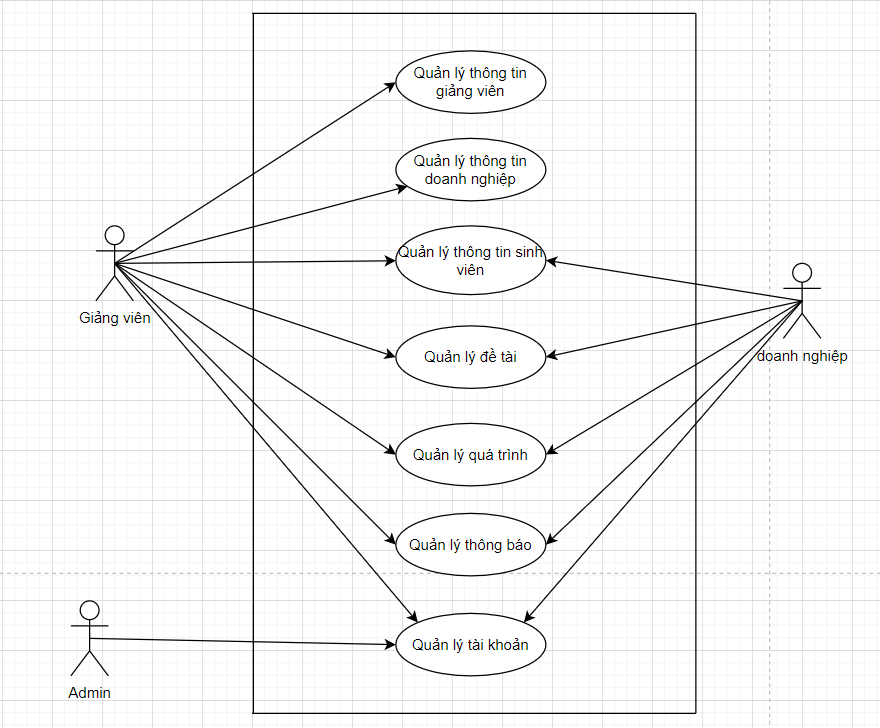 Quản lý thông tin
giảng viên
Quản lý thông tin
doanh nghiệp
Quản lý thông tin sinh
viên
Giảng viên
doanh nghiệp
Quản lý đề tài
Quản lý quá trình
Quản lý thông báo
Quản lý tài khoản
Admin